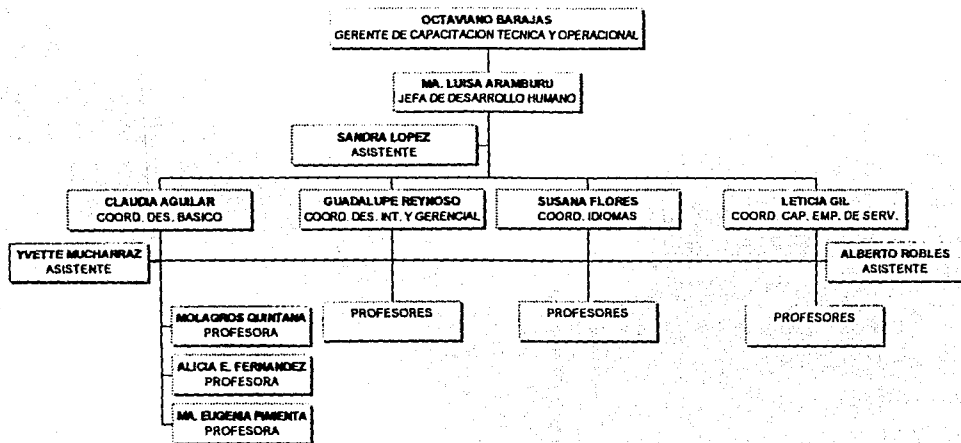 OCTAVIANO BARAJAS
GERENTE DE CAPACITACION TECNICA Y OPERACIONAL
MA. LUISA ARAMBURU
JEFA DE DESARROLLO HUMANO
SANDRA LOPEZ
ASISTENTE
CLAUDIA AGUILAR
COORD. DES. BASICO
GUADALUPE REYNOSO
COORD. DES. INT. Y GERENCIAL
SUSANA FLORES
COORD. IDIOMAS
LETICIA GIL
COORD. CAP. EMP. DE SERV.
YVETTE MUCHARRAZ
ASISTENTE
ALBERTO ROBLES
ASISTENTE
MOLAGROS QUINTANA
PROFESORA
PROFESORES
PROFESORES
PROFESORES
ALICIA E. FERNANDEZ
PROFESORA
MA. EUGENIA PIMENTA
PROFESORA